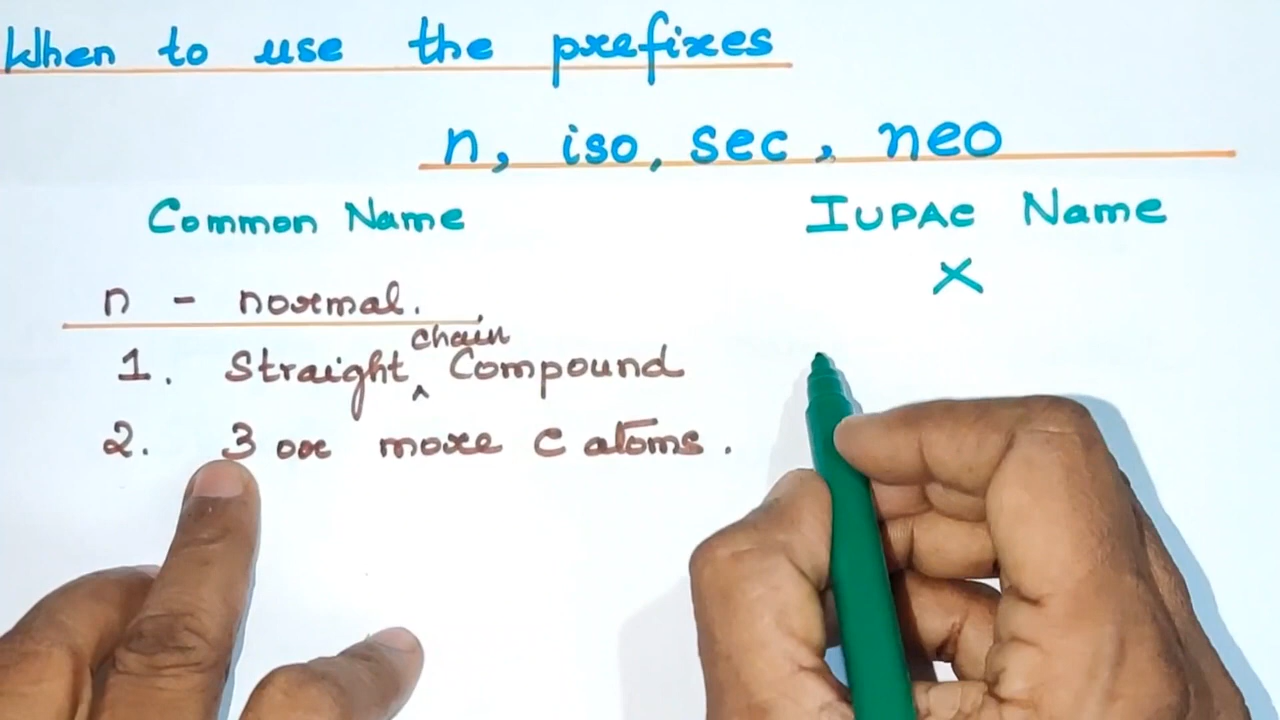 When to use the prefixes
n, iso, sec, neo
Common Name
IUPAC Name
X
n - normal.
1. Straight chain Compound
2. 3 or more C atoms.